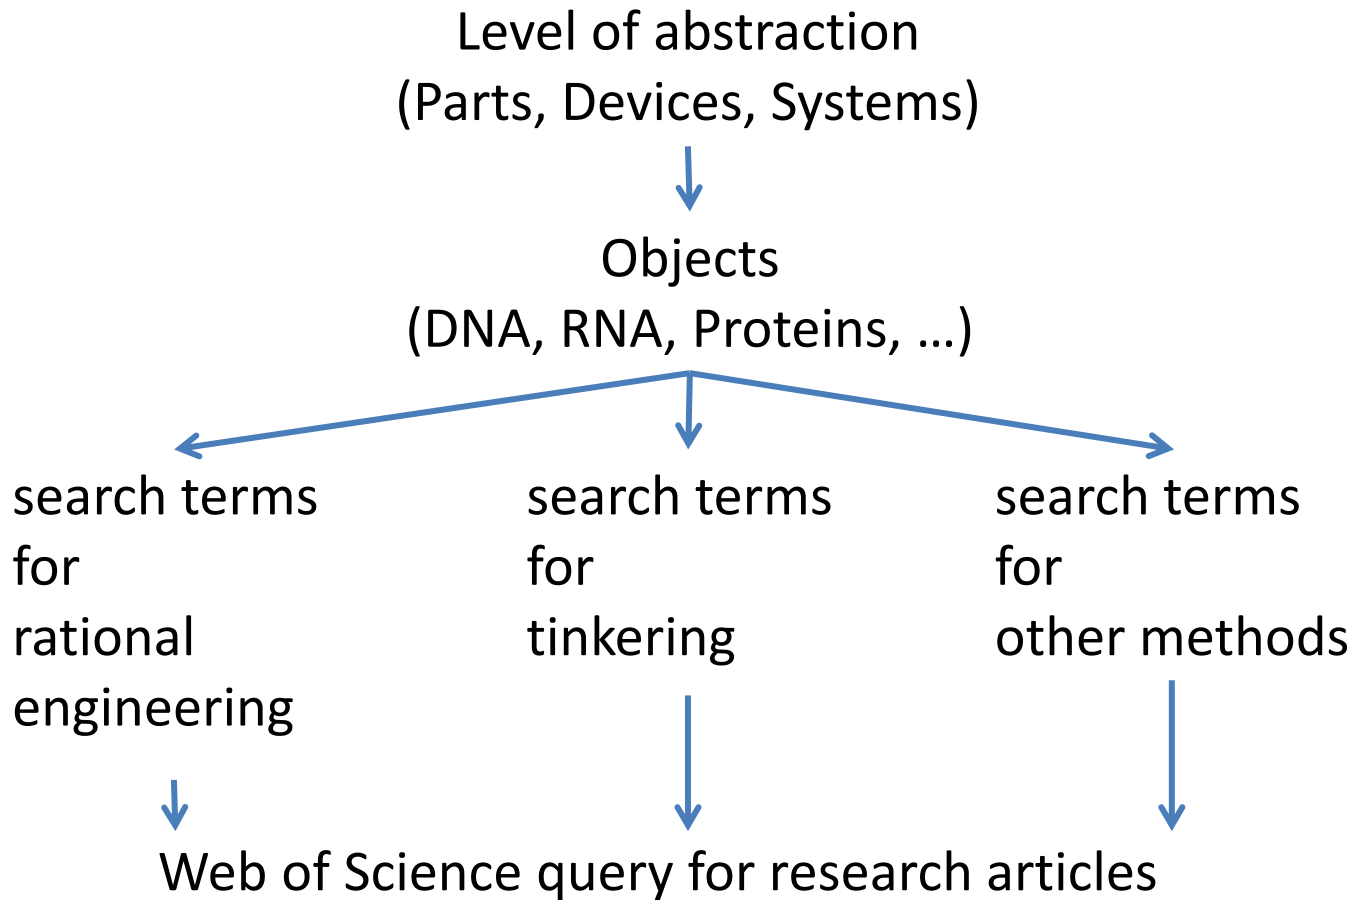 Level of abstraction
(Parts, Devices, Systems)
Objects
(DNA, RNA, Proteins, ...)
search terms
for
rational
engineering
search terms
for
tinkering
search terms
for
other methods
Web of Science query for research articles